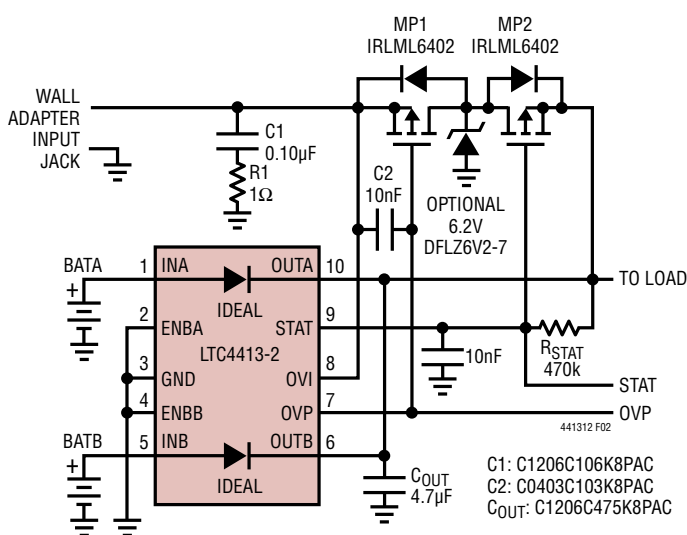 MP1
IRLML6402
MP2
IRLML6402
WALL
ADAPTER
INPUT
JACK
C1
0.10µF
R1
1Ω
C2
10nF
OPTIONAL
6.2V
DFLZ6V2-7
BATA
+
1
INA
OUTA
10
TO LOAD
IDEAL
2
ENBA
STAT
9
LTC4413-2
10nF
RSTAT
470k
3
GND
OVI
8
STAT
4
ENBB
OVP
7
OVP
441312 F02
BATB
+
5
INB
OUTB
6
IDEAL
COUT
4.7µF
C1: C1206C106K8PAC
C2: C0403C103K8PAC
COUT: C1206C475K8PAC